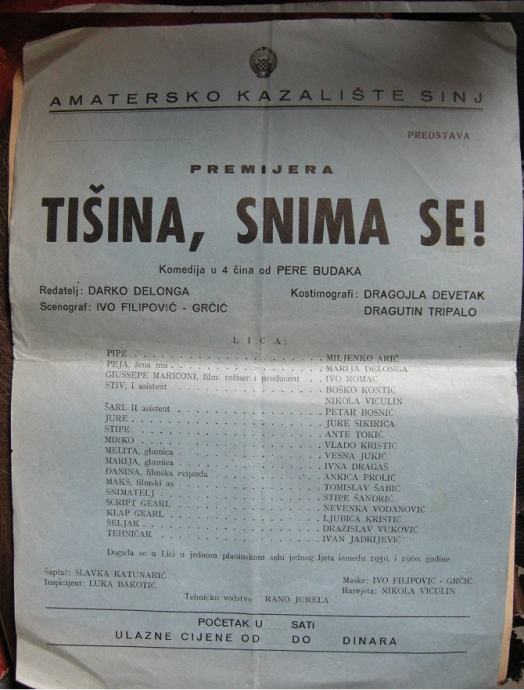 AMATERSKO KAZALIŠTE SINJ
PREDSTAVA
PREMIJERA
TIŠINA, SNIMA SE!
Komedija u 4 čina od PERE BUDAKA
Redatelj: DARKO DELONGA
Scenograf: IVO FILIPOVIĆ - GRČIĆ
Kostimografi: DRAGOJLA DEVETAK
DRAGUTIN TRIPALO
LICA:
PIPE . . . MILJENKO ARIĆ
PEJA, žena mu . . . MARIJA DELONGA
GIUSSEPE MARICONI, film. režiser i producent . . IVO ROMAC
STIV, I asistent . . . BOŠKO KONTIĆ
NIKOLA VICULIN
ŠARL II asistent . . . PETAR BOSNIĆ
JURE . . . JURE SIKIRICA
STIPE . . . ANTE TOKIĆ
MIRKO . . . VLADO KRISTIĆ
MELITA, glumica . . . VESNA JUKIĆ
MARIJA, glumica . . . IVNA DRAGAŠ
DANINA, filmska zvijezda . . . ANKICA PROLIĆ
MAKS, filmski as . . . TOMISLAV ŠABIĆ
SNIMATELJ . . . STIPE ŠANDRIĆ
SCRIPT GEARL . . . NEVENKA VODANOVIĆ
KLAP GEARL . . . LJUBICA KRISTIĆ
SELJAK . . . DRAŽISLAV VUKOVIĆ
TEHNIČAR . . . IVAN JADRIJEVIĆ
Događa se u Lici u jednom planinskom selu jednog ljeta između 1950. i 1960. godine
Šaptač: SLAVKA KATUNARIĆ
Inspicijent: LUKA BAKOTIĆ
Maske: IVO FILIPOVIĆ - GRČIĆ
Rasvjeta: NIKOLA VICULIN
Tehničko vodstvo RANO JURELA
POČETAK U SATI
ULAZNE CIJENE OD DO DINARA